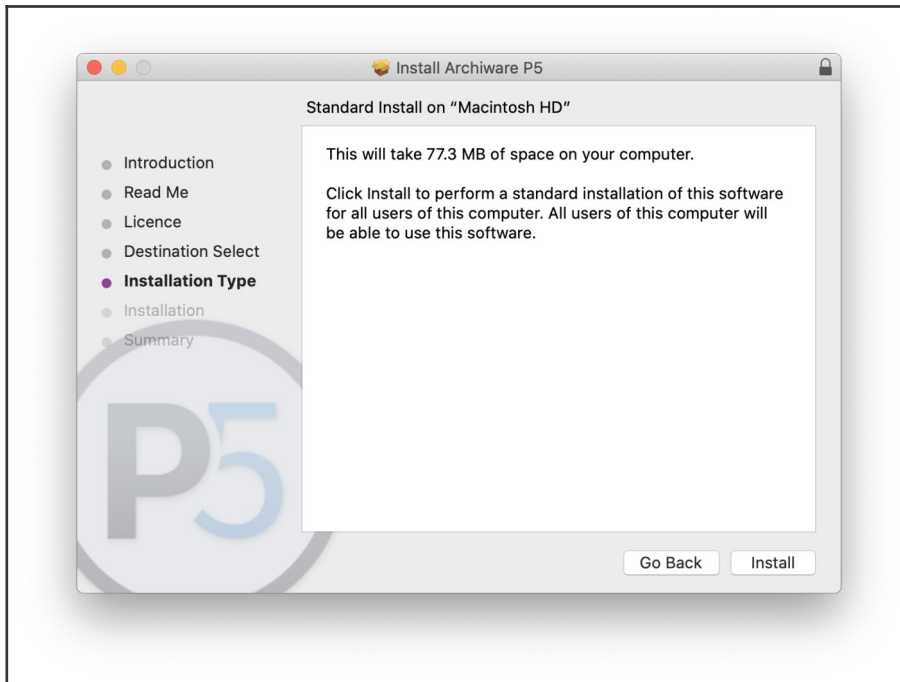 Install Archiware P5
Standard Install on “Macintosh HD”
Introduction
Read Me
Licence
Destination Select
Installation Type
Installation
Summary
This will take 77.3 MB of space on your computer.
Click Install to perform a standard installation of this software
for all users of this computer. All users of this computer will
be able to use this software.
P5
Go Back
Install